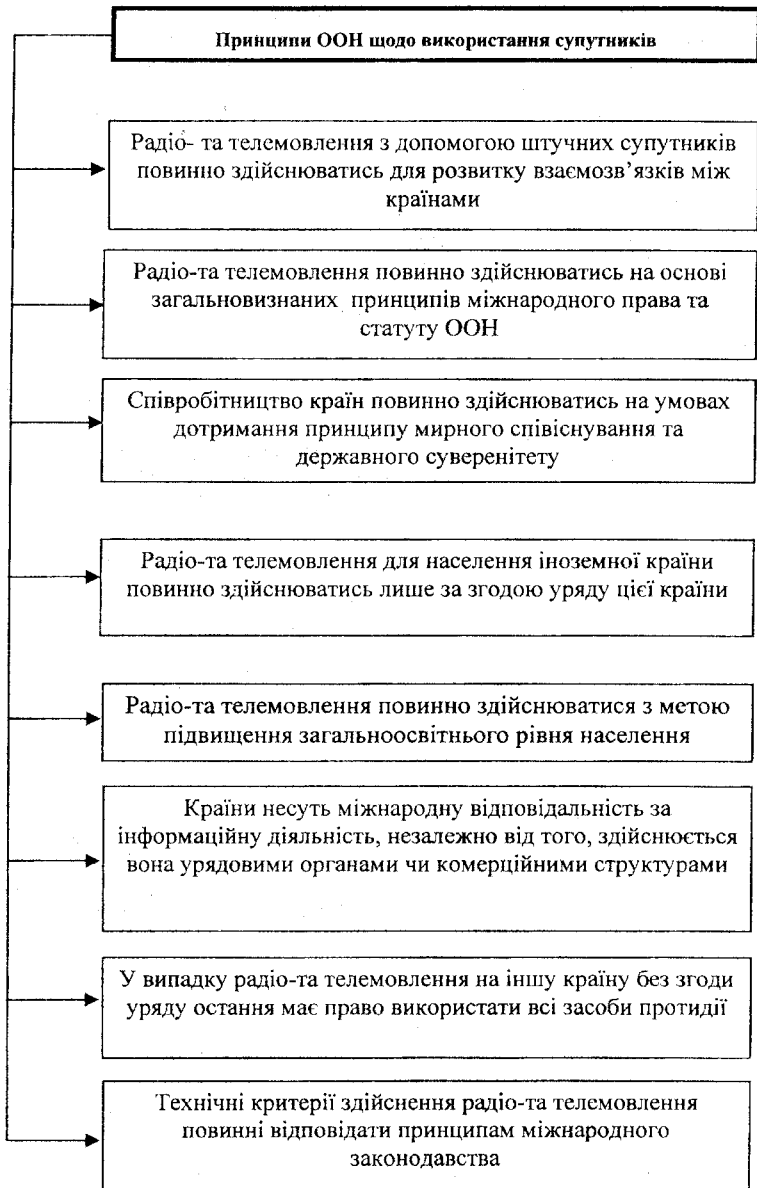 Принципи ООН щодо використання супутників
Радіо- та телемовлення з допомогою штучних супутників
повинно здійснюватись для розвитку взаємозв’язків між
країнами
Радіо-та телемовлення повинно здійснюватись на основі
загальновизнаних принципів міжнародного права та
статуту ООН
Співробітництво країн повинно здійснюватись на умовах
дотримання принципу мирного співіснування та
державного суверенітету
Радіо-та телемовлення для населення іноземної країни
повинно здійснюватись лише за згодою уряду цієї країни
Радіо-та телемовлення повинно здійснюватися з метою
підвищення загальноосвітнього рівня населення
Країни несуть міжнародну відповідальність за
інформаційну діяльність, незалежно від того, здійснюється
вона урядовими органами чи комерційними структурами
У випадку радіо-та телемовлення на іншу країну без згоди
уряду остання має право використати всі засоби протидії
Технічні критерії здійснення радіо-та телемовлення
повинні відповідати принципам міжнародного
законодавства